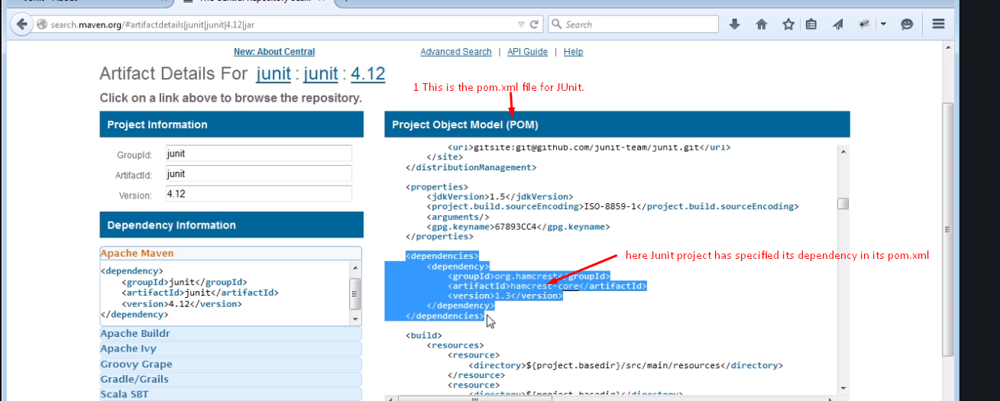 search.maven.org/#artifactdetails|junit|junit|4.12|jar
Search
New: About Central
Advanced Search | API Guide | Help
Artifact Details For junit : junit : 4.12
Click on a link above to browse the repository.
1 This is the pom.xml file for JUnit.
Project Information
GroupId: junit
ArtifactId: junit
Version: 4.12
Dependency Information
Apache Maven
<dependency>
<groupId>junit</groupId>
<artifactId>junit</artifactId>
<version>4.12</version>
</dependency>
Apache Buildr
Apache Ivy
Groovy Grape
Gradle/Grails
Scala SBT
Project Object Model (POM)
<url>gitsite:git@github.com/junit-team/junit.git</url>
</site>
</distributionManagement>
<properties>
<jdkVersion>1.5</jdkVersion>
<project.build.sourceEncoding>ISO-8859-1</project.build.sourceEncoding>
<arguments/>
<gpg.keyname>67893CC4</gpg.keyname>
</properties>
<dependencies>
<dependency>
<groupId>org.hamcrest</groupId>
<artifactId>hamcrest-core</artifactId>
<version>1.3</version>
</dependency>
</dependencies>
here Junit project has specified its dependency in its pom.xml
<build>
<resources>
<resource>
<directory>${project.basedir}/src/main/resources</directory>
</resource>
<resource>
<directory>${project.basedir}</directory>